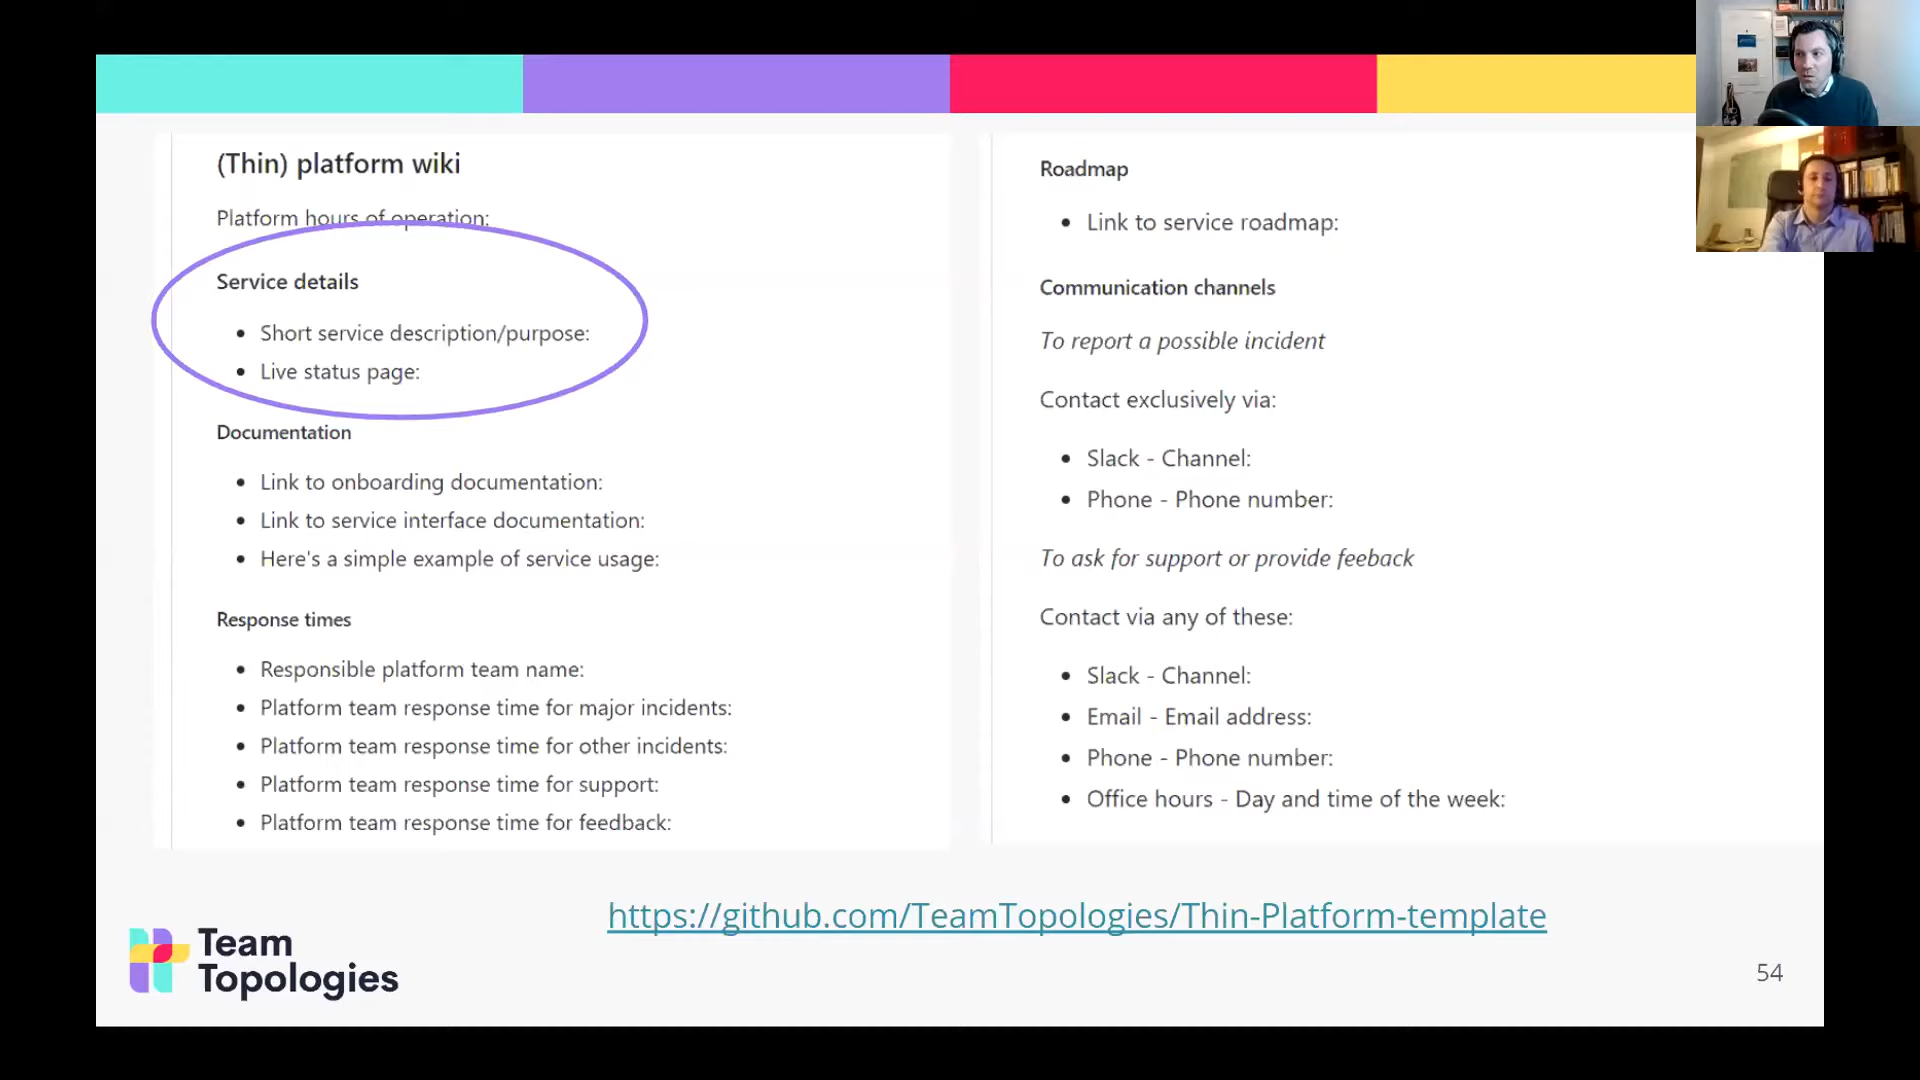 (Thin) platform wiki
Platform hours of operation:
Service details
• Short service description/purpose:
• Live status page:
Documentation
• Link to onboarding documentation:
• Link to service interface documentation:
• Here's a simple example of service usage:
Response times
• Responsible platform team name:
• Platform team response time for major incidents:
• Platform team response time for other incidents:
• Platform team response time for support:
• Platform team response time for feedback:
Roadmap
• Link to service roadmap:
Communication channels
To report a possible incident
Contact exclusively via:
• Slack - Channel:
• Phone - Phone number:
To ask for support or provide feeback
Contact via any of these:
• Slack - Channel:
• Email - Email address:
• Phone - Phone number:
• Office hours - Day and time of the week:
https://github.com/TeamTopologies/Thin-Platform-template
Team
Topologies
54